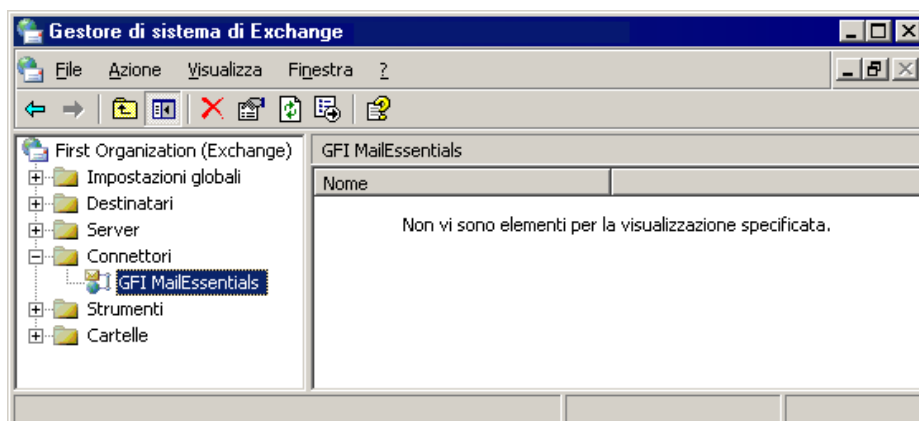 Gestore di sistema di Exchange
File Azione Visualizza Finestra ?
First Organization (Exchange)
Impostazioni globali
Destinatari
Server
Connettori
GFI MailEssentials
Strumenti
Cartelle
GFI MailEssentials
Nome
Non vi sono elementi per la visualizzazione specificata.